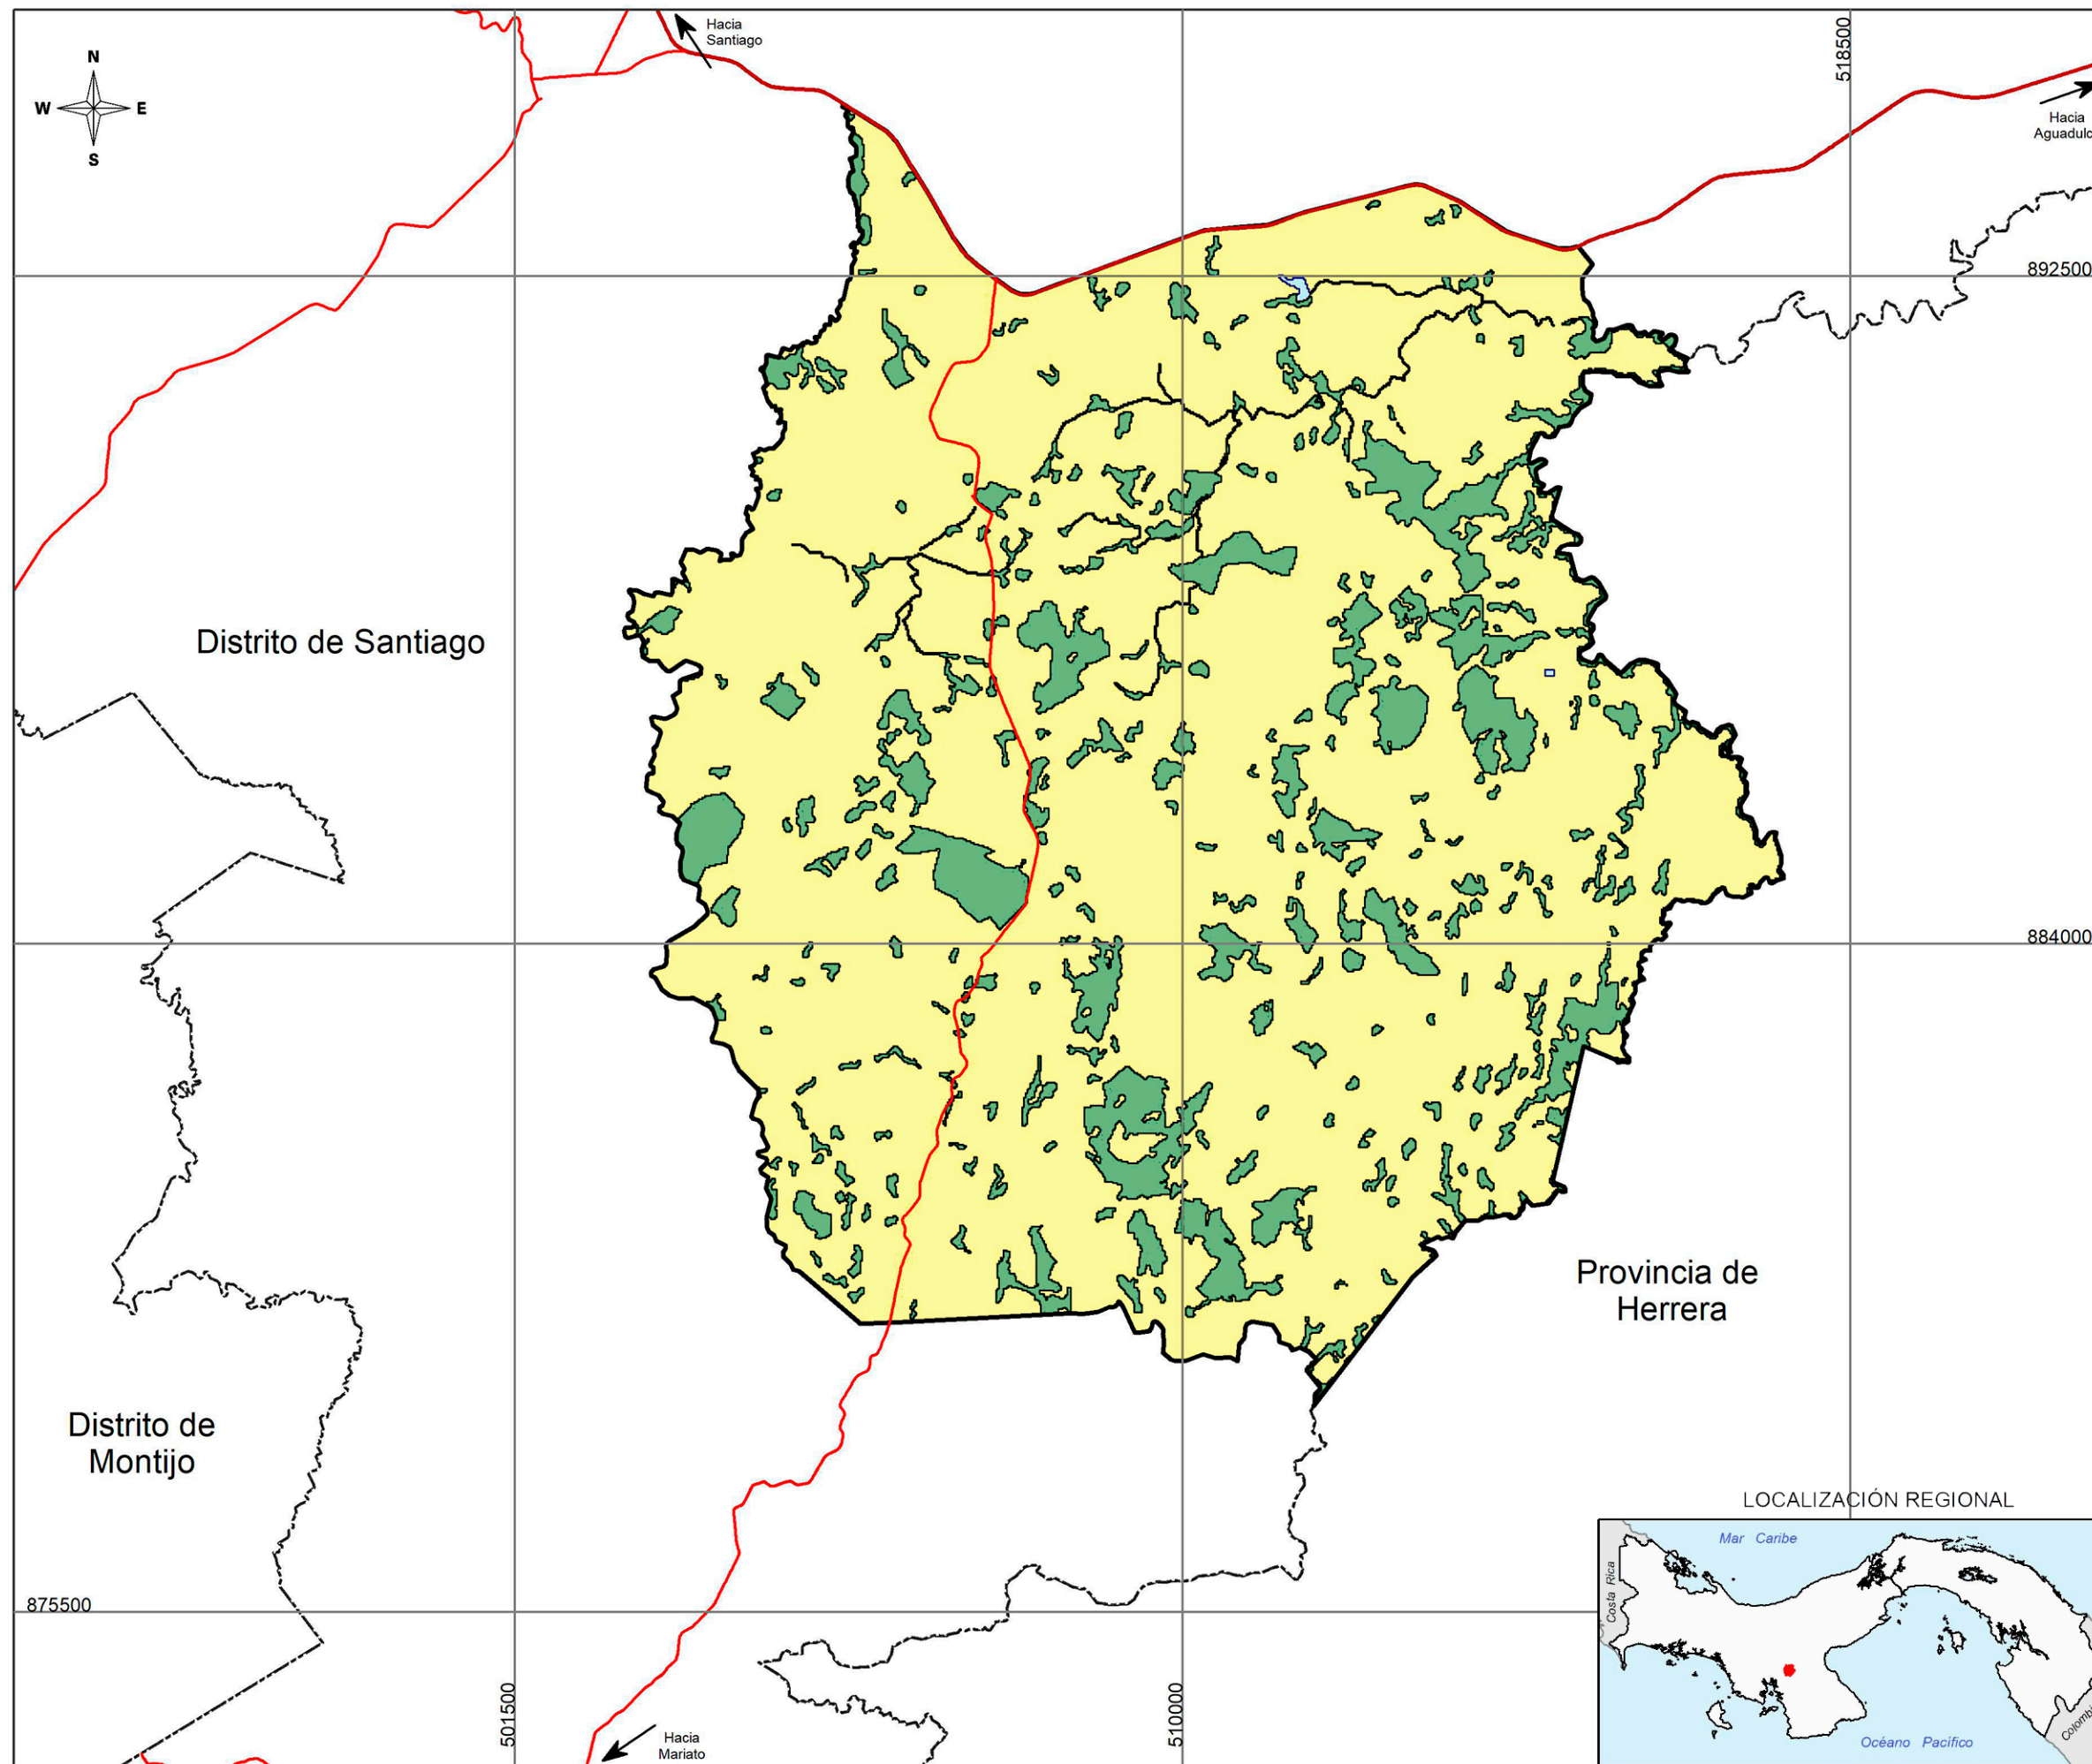 Hacia
Santiago
518500
N
W E
S
Hacia
892500
Distrito de Santiago
884000
Provincia de
Herrera
Distrito de
Montijo
LOCALIZACIÓN REGIONAL
Mar Caribe
Costa Rica
875500
501500
510000
Hacia
Mariato
Océano Pacífico